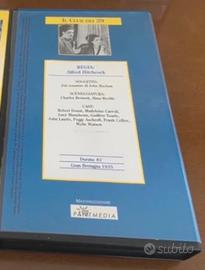 IL CLUB DEI 39
REGIA:
Alfred Hitchcock
SOGGETTO:
Dal romanzo di John Buchan
SCENEGGIATURA:
Charles Bennett, Alma Reville
CAST:
Robert Donat, Madeleine Carroll,
Lucy Mannheim, Godfrey Tearle,
John Laurie, Peggy Ashcroft, Frank Cellier,
Wylie Watson
Durata: 81'
Gran Bretagna 1935
PANTMEDIA
subito